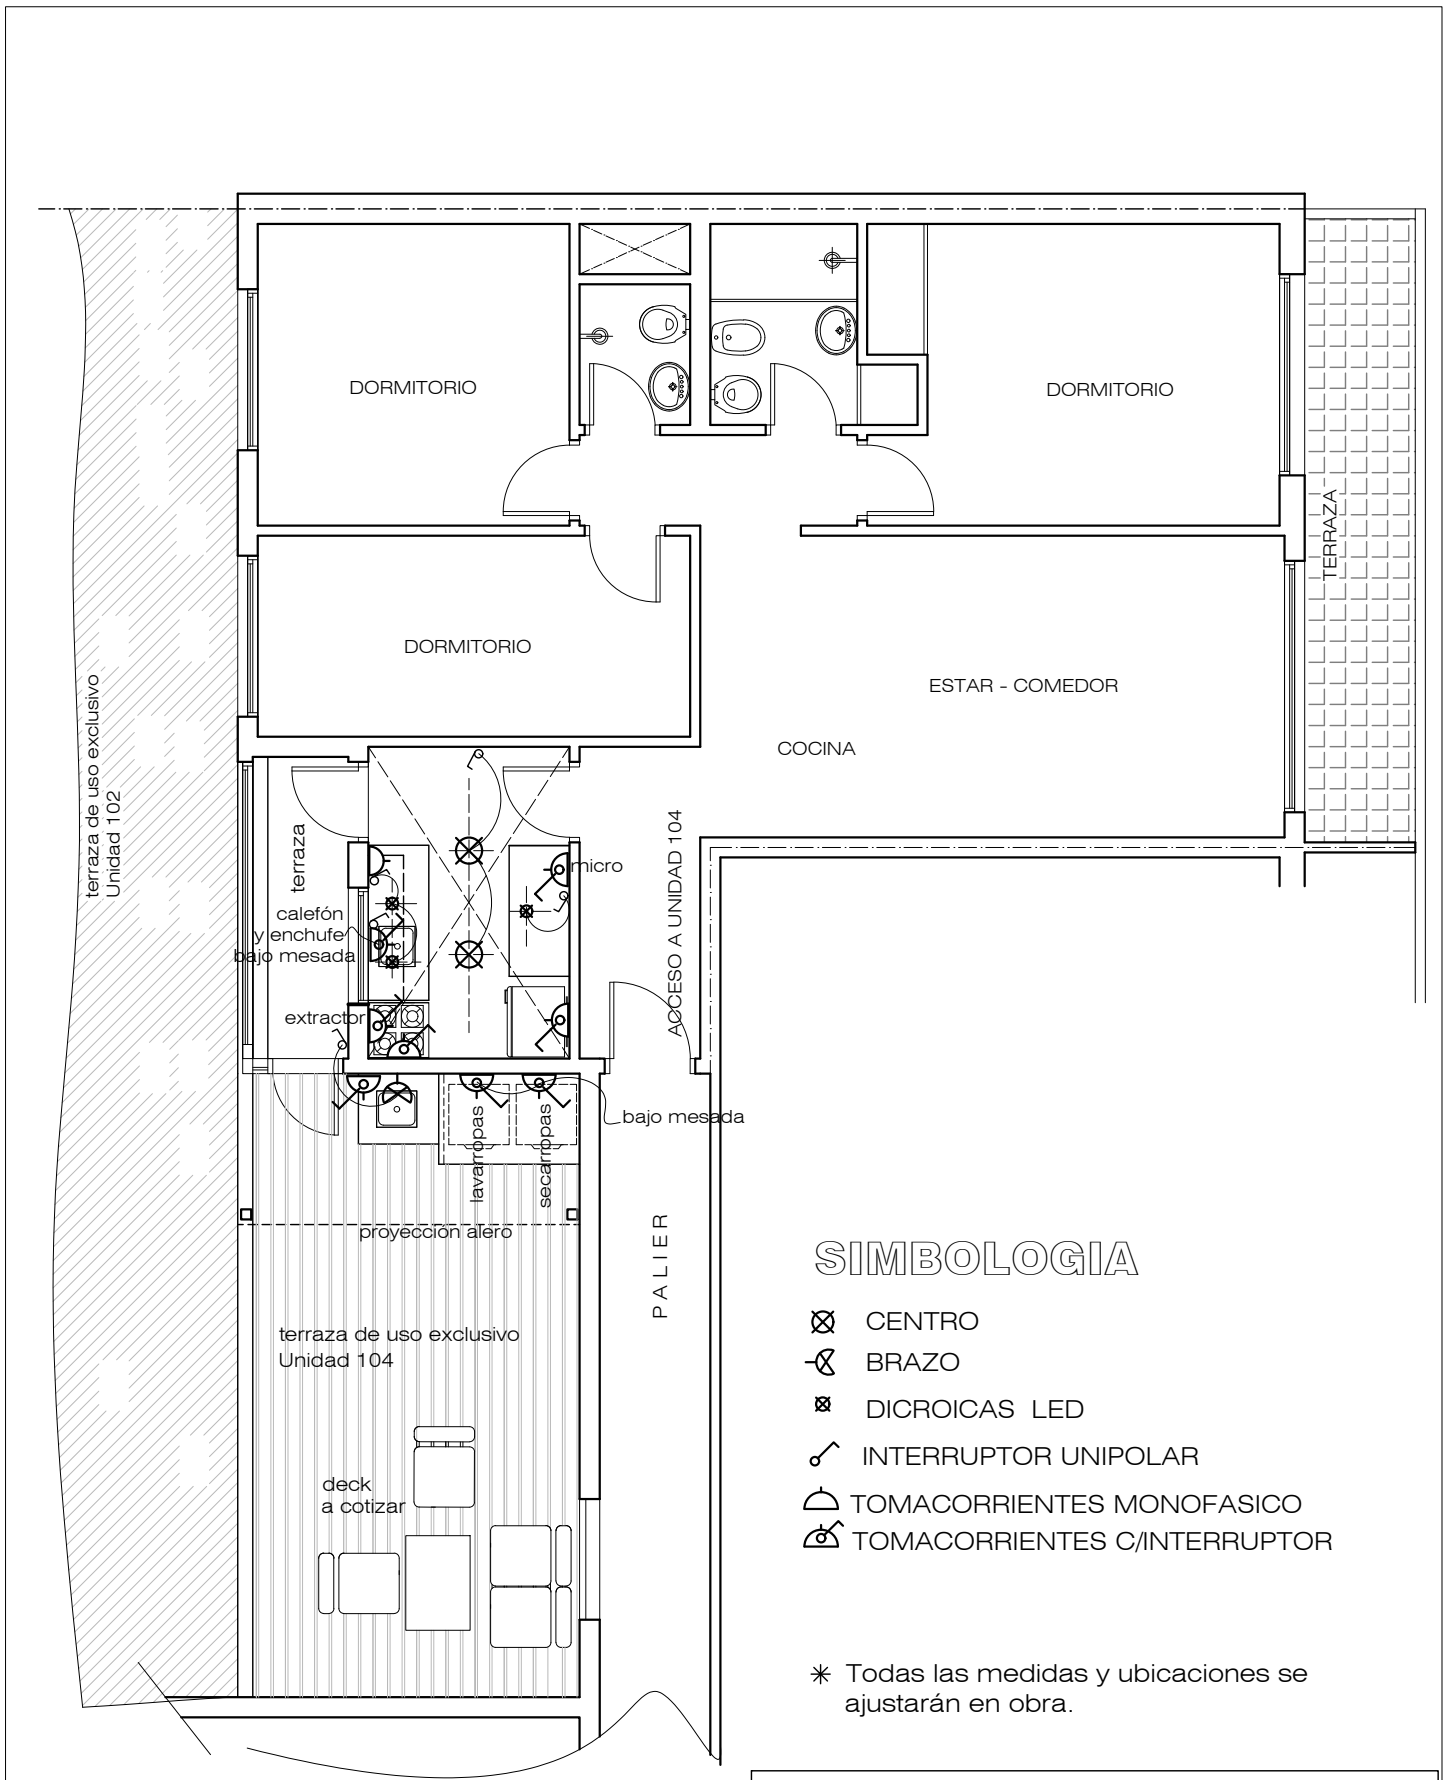 DORMITORIO
DORMITORIO
TERRAZA
DORMITORIO
ESTAR - COMEDOR
COCINA
terraza de uso exclusivo
Unidad 102
terraza
micro
calefón
y enchufe
bajo mesada
ACCESO A UNIDAD 104
extractor
bajo mesada
lavarropas
secarropas
proyección alero
PALIER
terraza de uso exclusivo
Unidad 104
deck
a cotizar
SIMBOLOGIA
CENTRO
BRAZO
DICROICAS LED
INTERRUPTOR UNIPOLAR
TOMACORRIENTES MONOFASICO
TOMACORRIENTES C/INTERRUPTOR
* Todas las medidas y ubicaciones se
ajustarán en obra.